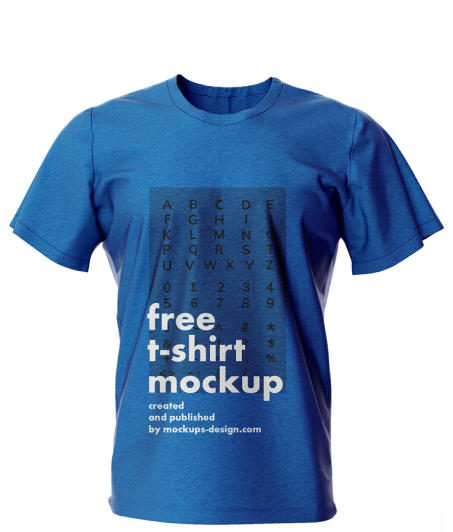 A B C D E
F G H I
K L M N O
P Q R S T
U V W X Y Z
0 1 2 3 4
5 6 7 8 9
free
^ # *
t-shirt
$
mockup
%
created
and published
by mockups-design.com